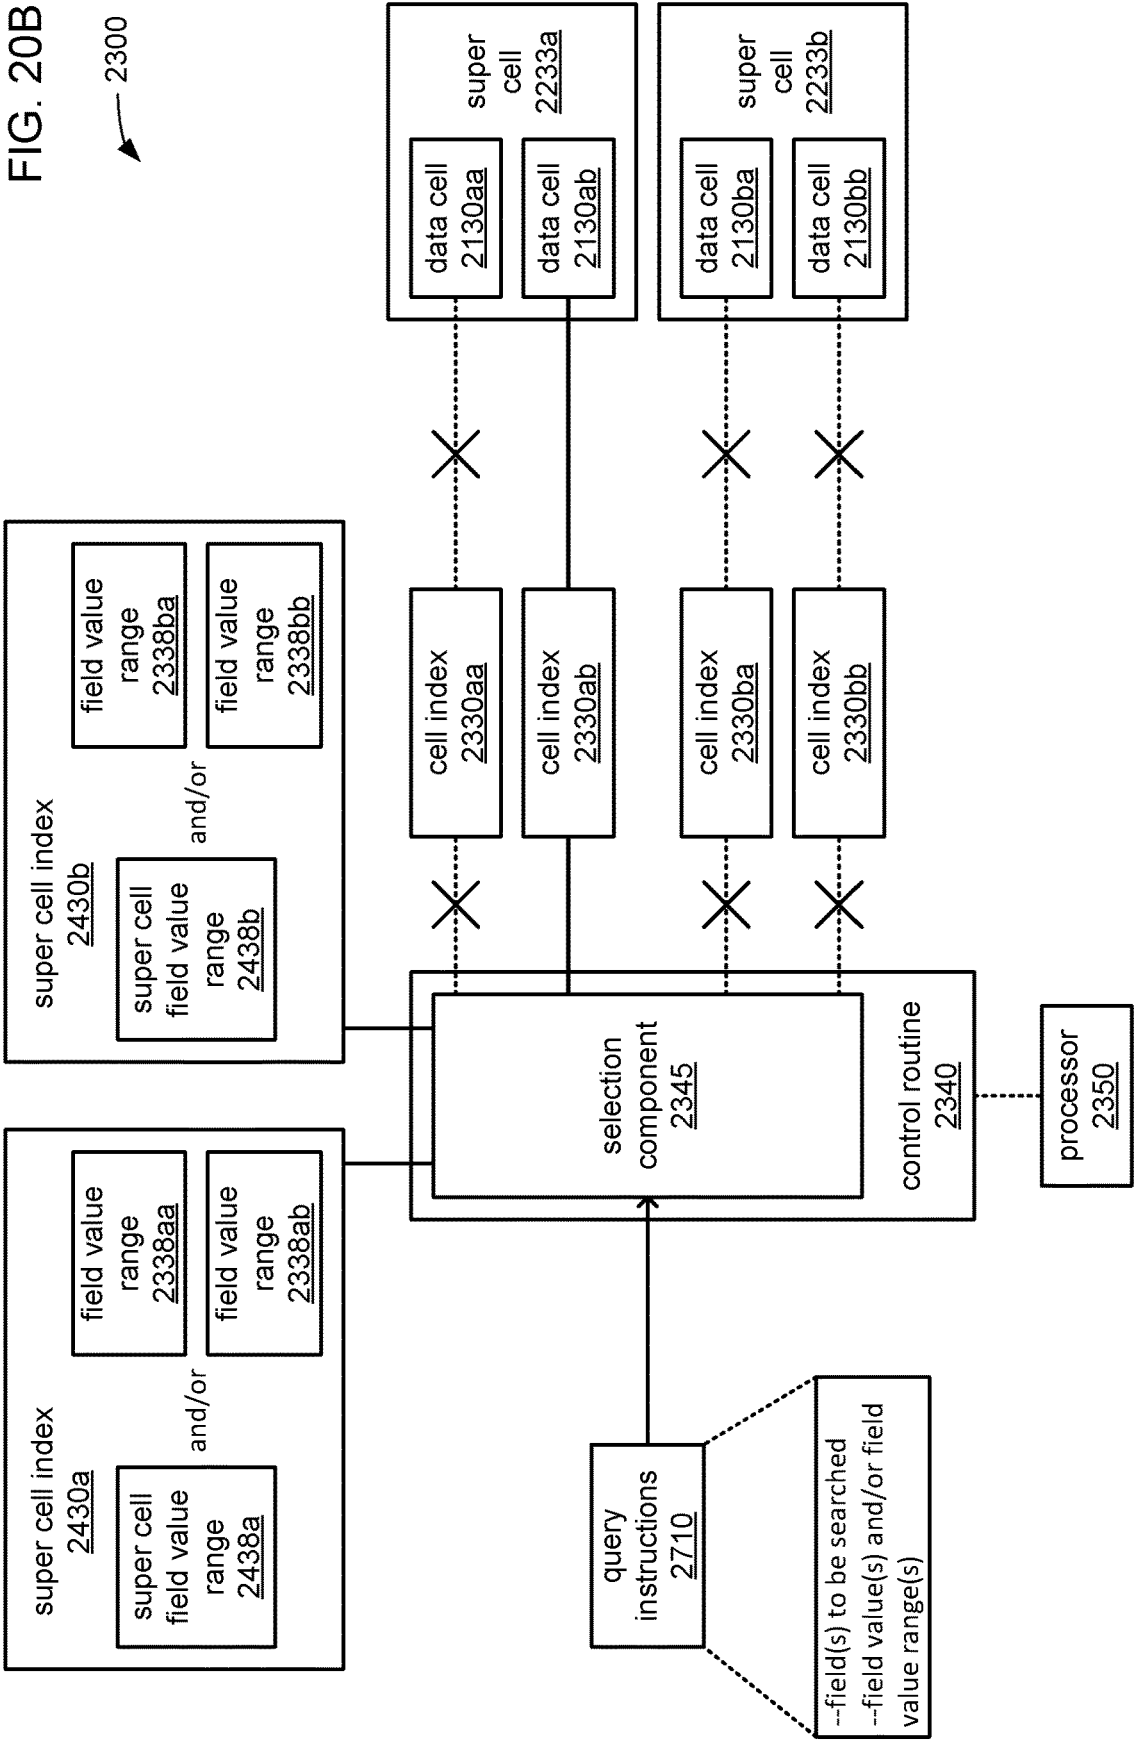 FIG. 20B
2300
super cell index
2430a
super cell
field value
range
2438a
and/or
field value
range
2338aa
field value
range
2338ab
super cell index
2430b
super cell
field value
range
2438b
and/or
field value
range
2338ba
field value
range
2338bb
query
instructions
2710
--field(s) to be searched
--field value(s) and/or field
value range(s)
selection
component
2345
control routine
2340
processor
2350
cell index
2330aa
cell index
2330ab
cell index
2330ba
cell index
2330bb
data cell
2130aa
data cell
2130ab
super
cell
2233a
data cell
2130ba
data cell
2130bb
super
cell
2233b